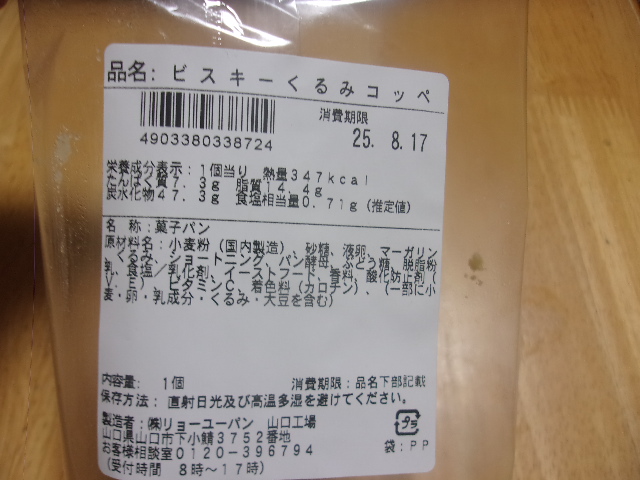 品名: ビスキーくるみコッペ
消費期限
25. 8.17
4903380338724
栄養成分表示:1個当り 熱量347kcal
たんぱく質7.3g 脂質14.4g
炭水化物47.3g 食塩相当量0.71g(推定値)
名 称:菓子パン
原材料名:小麦粉(国内製造)、砂糖、液卵、マーガリン
、くるみ、ショートニング、パン酵母、ぶどう糖、脱脂粉
乳、食塩/乳化剤、イーストフード、香料、酸化防止剤(
V.E)、ビタミンC、着色料(カロテン)、(一部に小
麦・卵・乳成分・くるみ・大豆を含む)
内容量: 1個
消費期限:品名下部記載
保存方法: 直射日光及び高温多湿を避けてください。
製造者:㈱リョーユーパン 山口工場
山口県山口市下小鯖3752番地
お客様相談室0120-396794
(受付時間 8時〜17時)
プラ
袋:PP